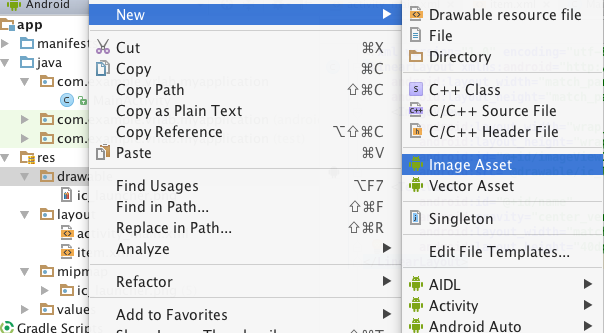 Android
app
manifest
java
com.
com.
com.
res
drawa
ic_
layou
ac
item
mipm
ic_
value
Gradle Scrip
New
Cut ⌘X
Copy ⌘C
Copy Path ⇧⌘C
Copy as Plain Text
Copy Reference ⌥⇧⌘C
Paste ⌘V
Find Usages ⌥F7
Find in Path... ⇧⌘F
Replace in Path... ⇧⌘R
Analyze
Refactor
Add to Favorites
Drawable resource file
File
Directory
C++ Class
C/C++ Source File
C/C++ Header File
Image Asset
Vector Asset
Singleton
Edit File Templates...
AIDL
Activity
Android Auto